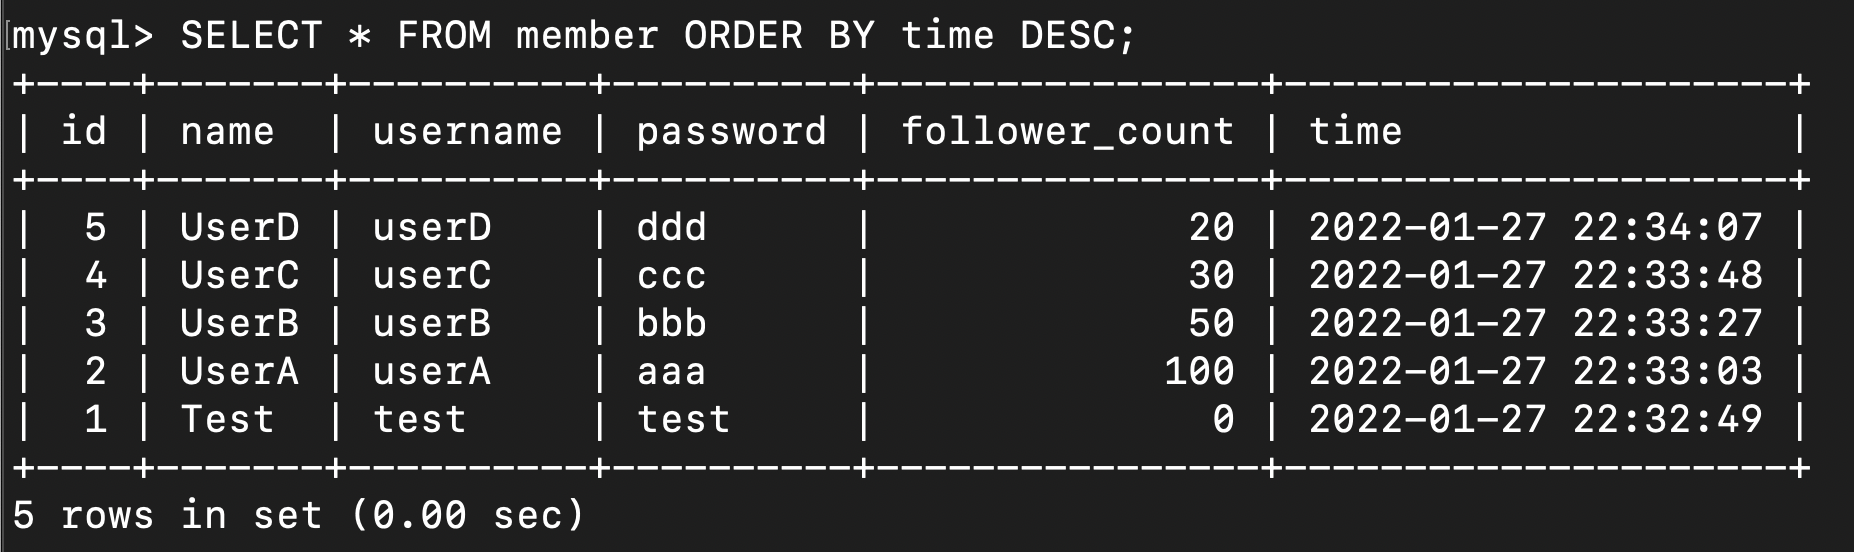 mysql> SELECT * FROM member ORDER BY time DESC;
+----+-------+----------+----------+----------------+---------------------+
| id | name  | username | password | follower_count | time                |
+----+-------+----------+----------+----------------+---------------------+
|  5 | UserD | userD    | ddd      |             20 | 2022-01-27 22:34:07 |
|  4 | UserC | userC    | ccc      |             30 | 2022-01-27 22:33:48 |
|  3 | UserB | userB    | bbb      |             50 | 2022-01-27 22:33:27 |
|  2 | UserA | userA    | aaa      |            100 | 2022-01-27 22:33:03 |
|  1 | Test  | test     | test     |              0 | 2022-01-27 22:32:49 |
+----+-------+----------+----------+----------------+---------------------+
5 rows in set (0.00 sec)